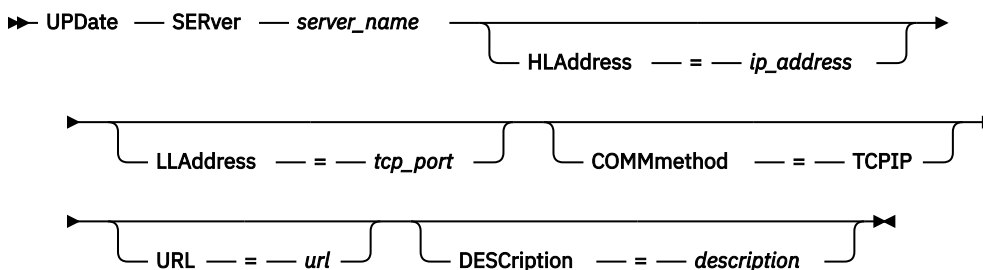 UPDate SERver server_name
HLAddress = ip_address
LLAddress = tcp_port COMMmethod = TCPIP
URL = url DESCription = description